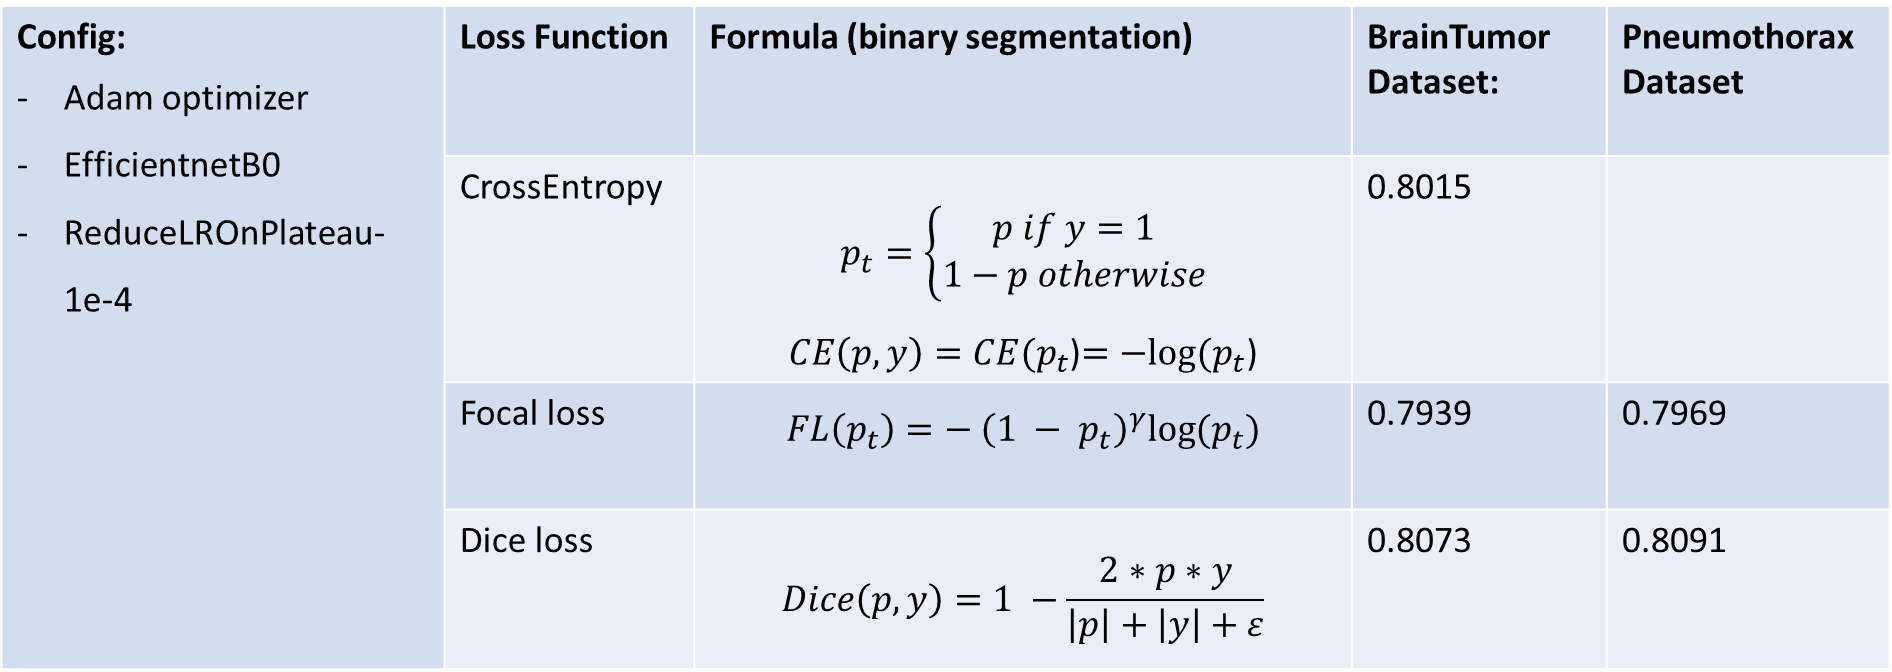 Config:
- Adam optimizer
- EfficientnetB0
- ReduceLROnPlateau-
1e-4
Loss Function
Formula (binary segmentation)
BrainTumor
Dataset:
Pneumothorax
Dataset
CrossEntropy
p_t = { p if y = 1
1 − p otherwise
CE(p, y) = CE(p_t)= −log(p_t)
0.8015
Focal loss
FL(p_t) = − (1 − p_t)^γ log(p_t)
0.7939
0.7969
Dice loss
Dice(p, y) = 1 − (2 ∗ p ∗ y) / (|p| + |y| + ε)
0.8073
0.8091